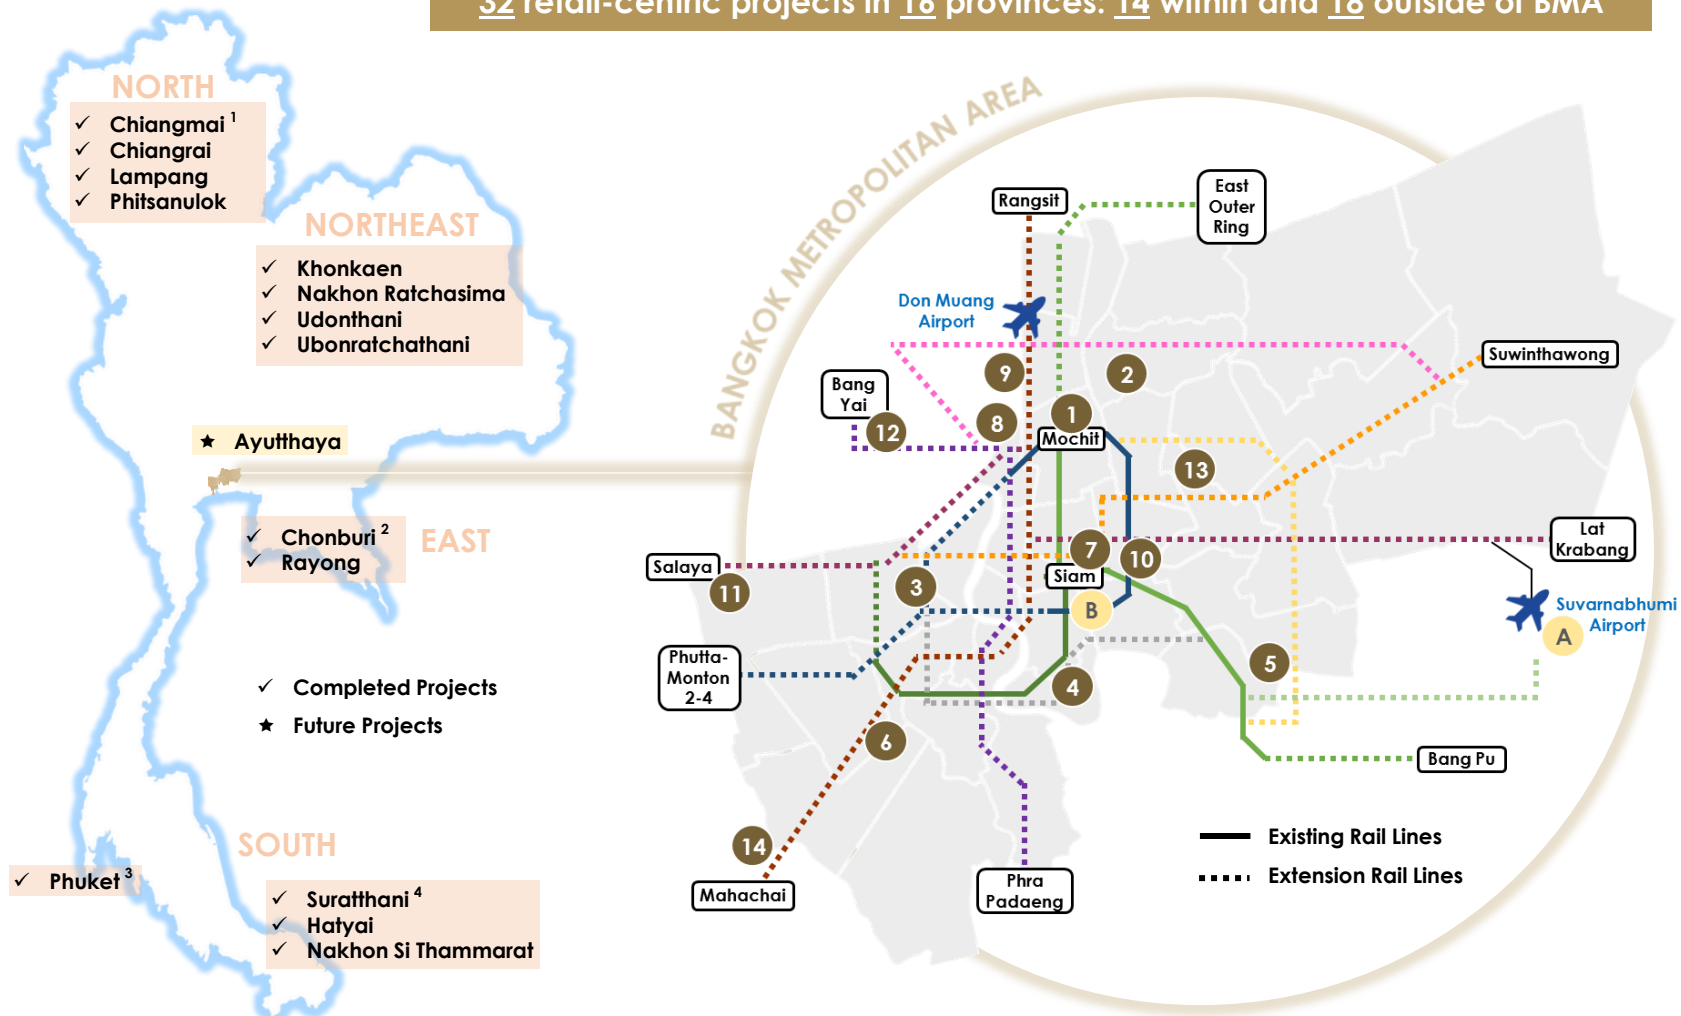 32 retail-centric projects in 16 provinces: 14 within and 18 outside of BMA
NORTH
✓ Chiangmai 1
✓ Chiangrai
✓ Lampang
✓ Phitsanulok
NORTHEAST
✓ Khonkaen
✓ Nakhon Ratchasima
✓ Udonthani
✓ Ubonratchathani
★ Ayutthaya
✓ Chonburi 2
✓ Rayong
EAST
✓ Completed Projects
★ Future Projects
SOUTH
✓ Phuket 3
✓ Suratthani 4
✓ Hatyai
✓ Nakhon Si Thammarat
BANGKOK METROPOLITAN AREA
Rangsit
East
Outer
Ring
Don Muang
Airport
Suwinthawong
9
2
Bang
Yai
12
8
1
Mochit
13
Lat
Krabang
7
10
Salaya
11
3
Siam
B
Suvarnabhumi
Airport
A
Phutta-
Monton
2-4
5
4
6
Bang Pu
14
Mahachai
Phra
Padaeng
Existing Rail Lines
Extension Rail Lines